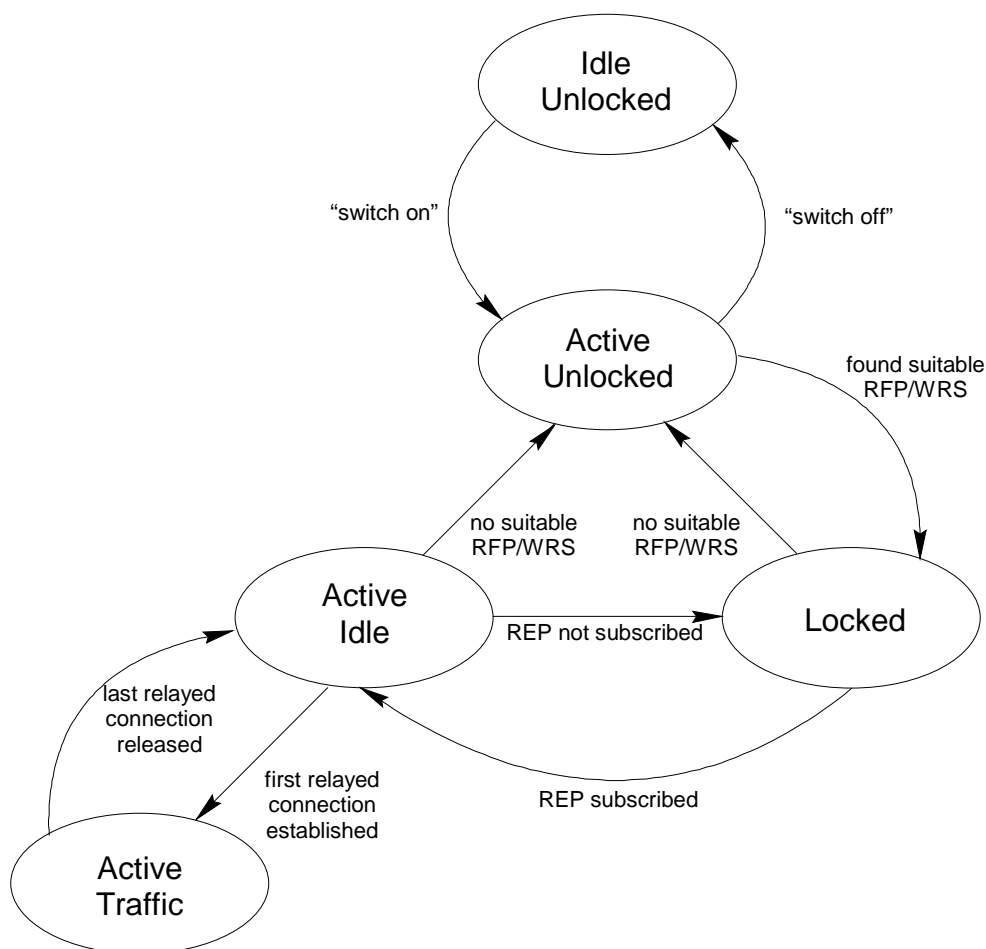 Idle
Unlocked
“switch on”
“switch off”
Active
Unlocked
found suitable
RFP/WRS
no suitable
RFP/WRS
no suitable
RFP/WRS
Active
Idle
REP not subscribed
Locked
last relayed
connection
released
first relayed
connection
established
REP subscribed
Active
Traffic